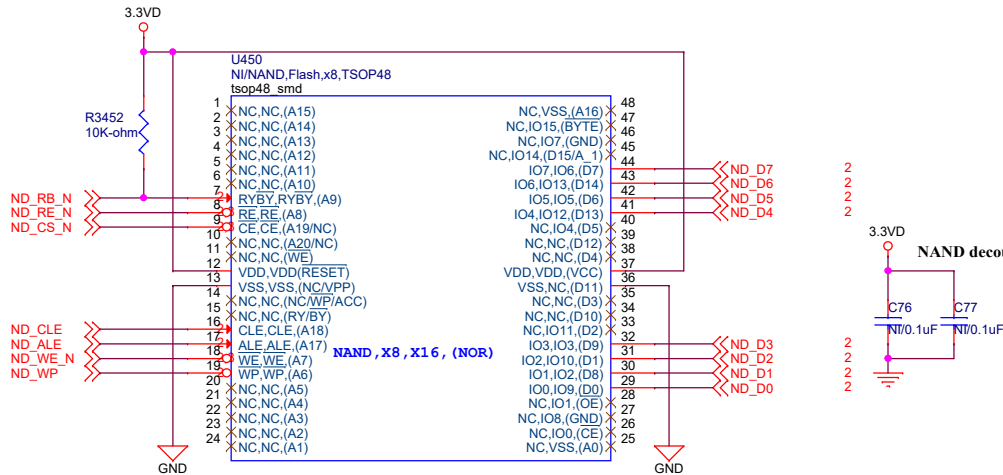 3.3VD
U450
NI/NAND,Flash,x8,TSOP48
tsop48_smd
R3452
10K-ohm
1 NC,NC,(A15)
2 NC,NC,(A14)
3 NC,NC,(A13)
4 NC,NC,(A12)
5 NC,NC,(A11)
6 NC,NC,(A10)
ND_RB_N 2 7 RYBY,RYBY,(A9)
ND_RE_N 8 RE,RE,(A8)
ND_CS_N 9 CE,CE,(A19/NC)
10 NC,NC,(A20/NC)
11 NC,NC,(WE)
12 VDD,VDD(RESET)
13 VSS,VSS,(NC/VPP)
14 NC,NC,(NC/WP/ACC)
15 NC,NC,(RY/BY)
ND_CLE 2 16 CLE,CLE,(A18)
ND_ALE 2 17 ALE,ALE,(A17)
ND_WE_N 18 WE,WE,(A7)
ND_WP 2 19 WP,WP,(A6)
20 NC,NC,(A5)
21 NC,NC,(A4)
22 NC,NC,(A3)
23 NC,NC,(A2)
24 NC,NC,(A1)
GND
NAND,X8,X16,(NOR)
NC,VSS,(A16) 48
NC,IO15,(BYTE) 47
NC,IO7,(GND) 46
NC,IO14,(D15/A_1) 45
IO7,IO6,(D7) 44 ND_D7 2
IO6,IO13,(D14) 43 ND_D6 2
IO5,IO5,(D6) 42 ND_D5 2
IO4,IO12,(D13) 41 ND_D4 2
NC,IO4,(D5) 40
NC,NC,(D12) 39
NC,NC,(D4) 38
VDD,VDD,(VCC) 37
VSS,NC,(D11) 36
NC,NC,(D3) 35
NC,NC,(D10) 34
NC,IO11,(D2) 33
IO3,IO3,(D9) 32 ND_D3 2
IO2,IO10,(D1) 31 ND_D2 2
IO1,IO2,(D8) 30 ND_D1 2
IO0,IO9,(D0) 29 ND_D0 2
NC,IO1,(OE) 28
NC,IO8,(GND) 27
NC,IO0,(CE) 26
NC,VSS,(A0) 25
GND
3.3VD
NAND decou
C76
NI/0.1uF
C77
NI/0.1uF